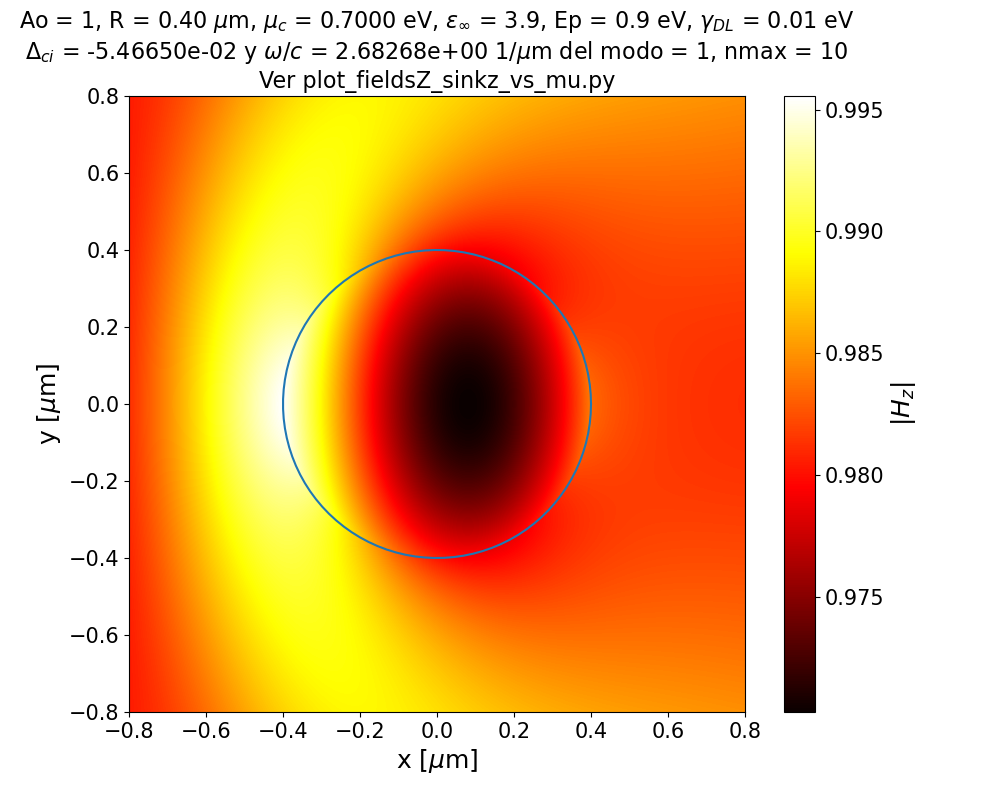 Ao = 1, R = 0.40 μm, μ_c = 0.7000 eV, ε_∞ = 3.9, Ep = 0.9 eV, γ_DL = 0.01 eV
Δ_ci = -5.46650e-02 y ω/c = 2.68268e+00 1/μm del modo = 1, nmax = 10
Ver plot_fieldsZ_sinkz_vs_mu.py
0.8
0.6
0.4
0.2
0.0
−0.2
−0.4
−0.6
−0.8
y [μm]
−0.8 −0.6 −0.4 −0.2 0.0 0.2 0.4 0.6 0.8
x [μm]
0.995
0.990
0.985
0.980
0.975
|H_z|